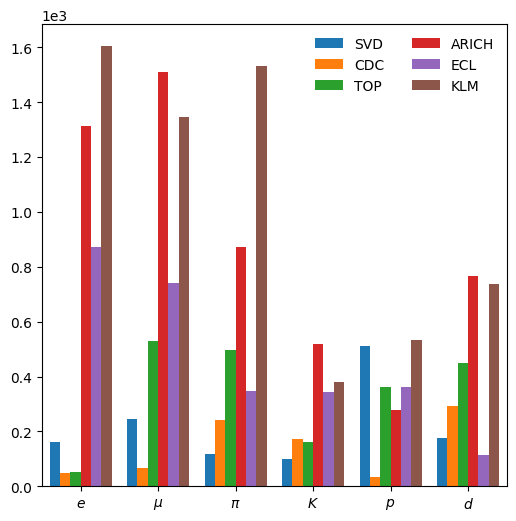 1e3
SVD
CDC
TOP
ARICH
ECL
KLM
1.6
1.4
1.2
1.0
0.8
0.6
0.4
0.2
0.0
e μ π K p d